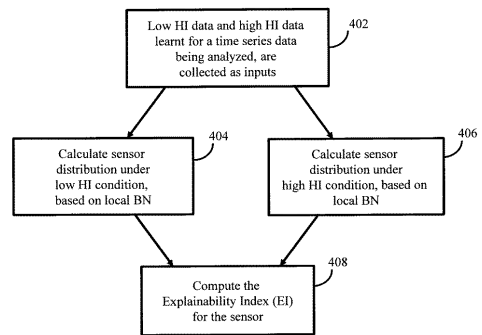 Low HI data and high HI data
learnt for a time series data
being analyzed, are
collected as inputs
402
404
Calculate sensor
distribution under
low HI condition,
based on local BN
406
Calculate sensor
distribution under
high HI condition, based on
local BN
408
Compute the
Explainability Index (EI)
for the sensor